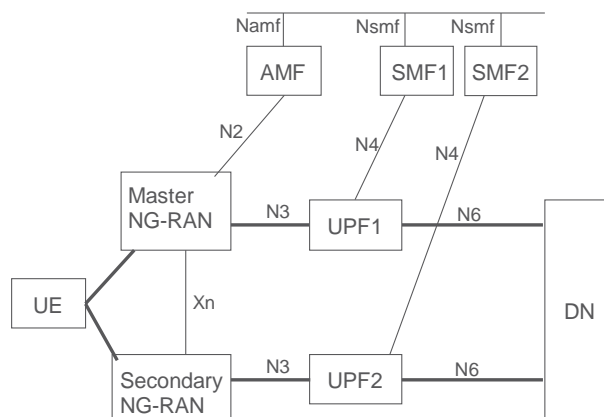 Namf
Nsmf
Nsmf
AMF
SMF1
SMF2
N2
N4
N4
Master
NG-RAN
N3
UPF1
N6
UE
Xn
DN
Secondary
NG-RAN
N3
UPF2
N6